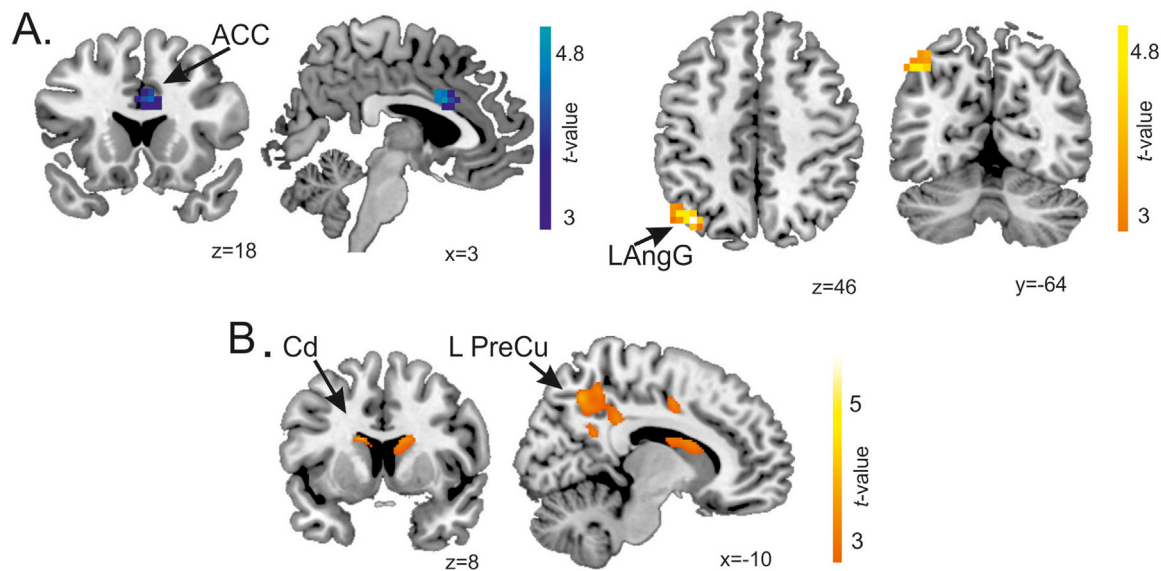 A.
ACC
4.8
t-value
3
z=18
x=3
LAngG
z=46
y=-64
4.8
t-value
3
B.
Cd
L PreCu
z=8
x=-10
5
t-value
3